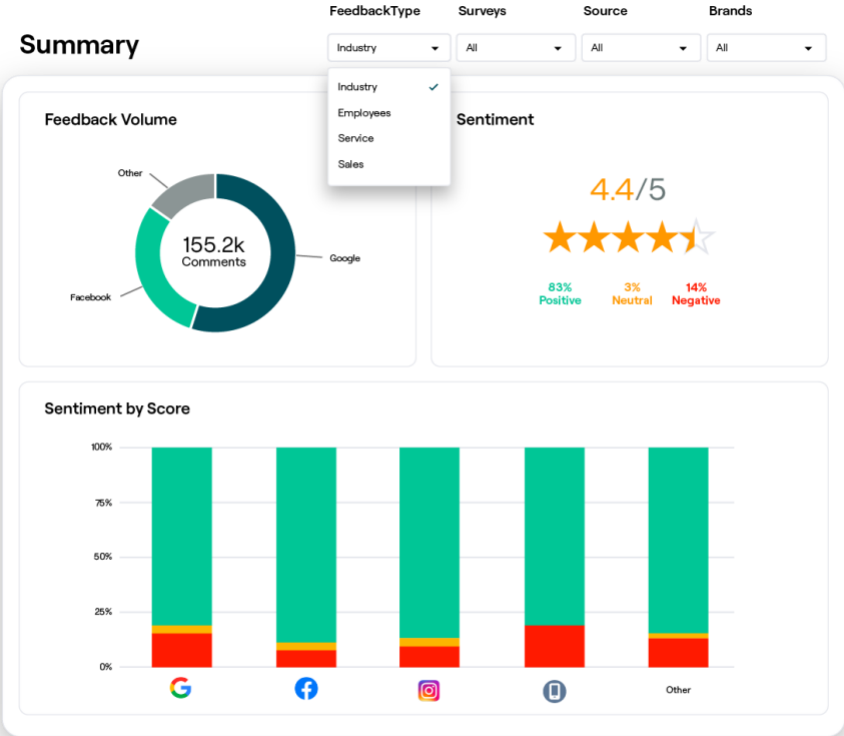 FeedbackType Surveys Source Brands
Summary
Industry All All All
Industry
Employees
Service
Sales
Feedback Volume
Sentiment
Other
155.2k
Comments
Google
Facebook
4.4/5
83% 3% 14%
Positive Neutral Negative
Sentiment by Score
100%
75%
50%
25%
0%
Other